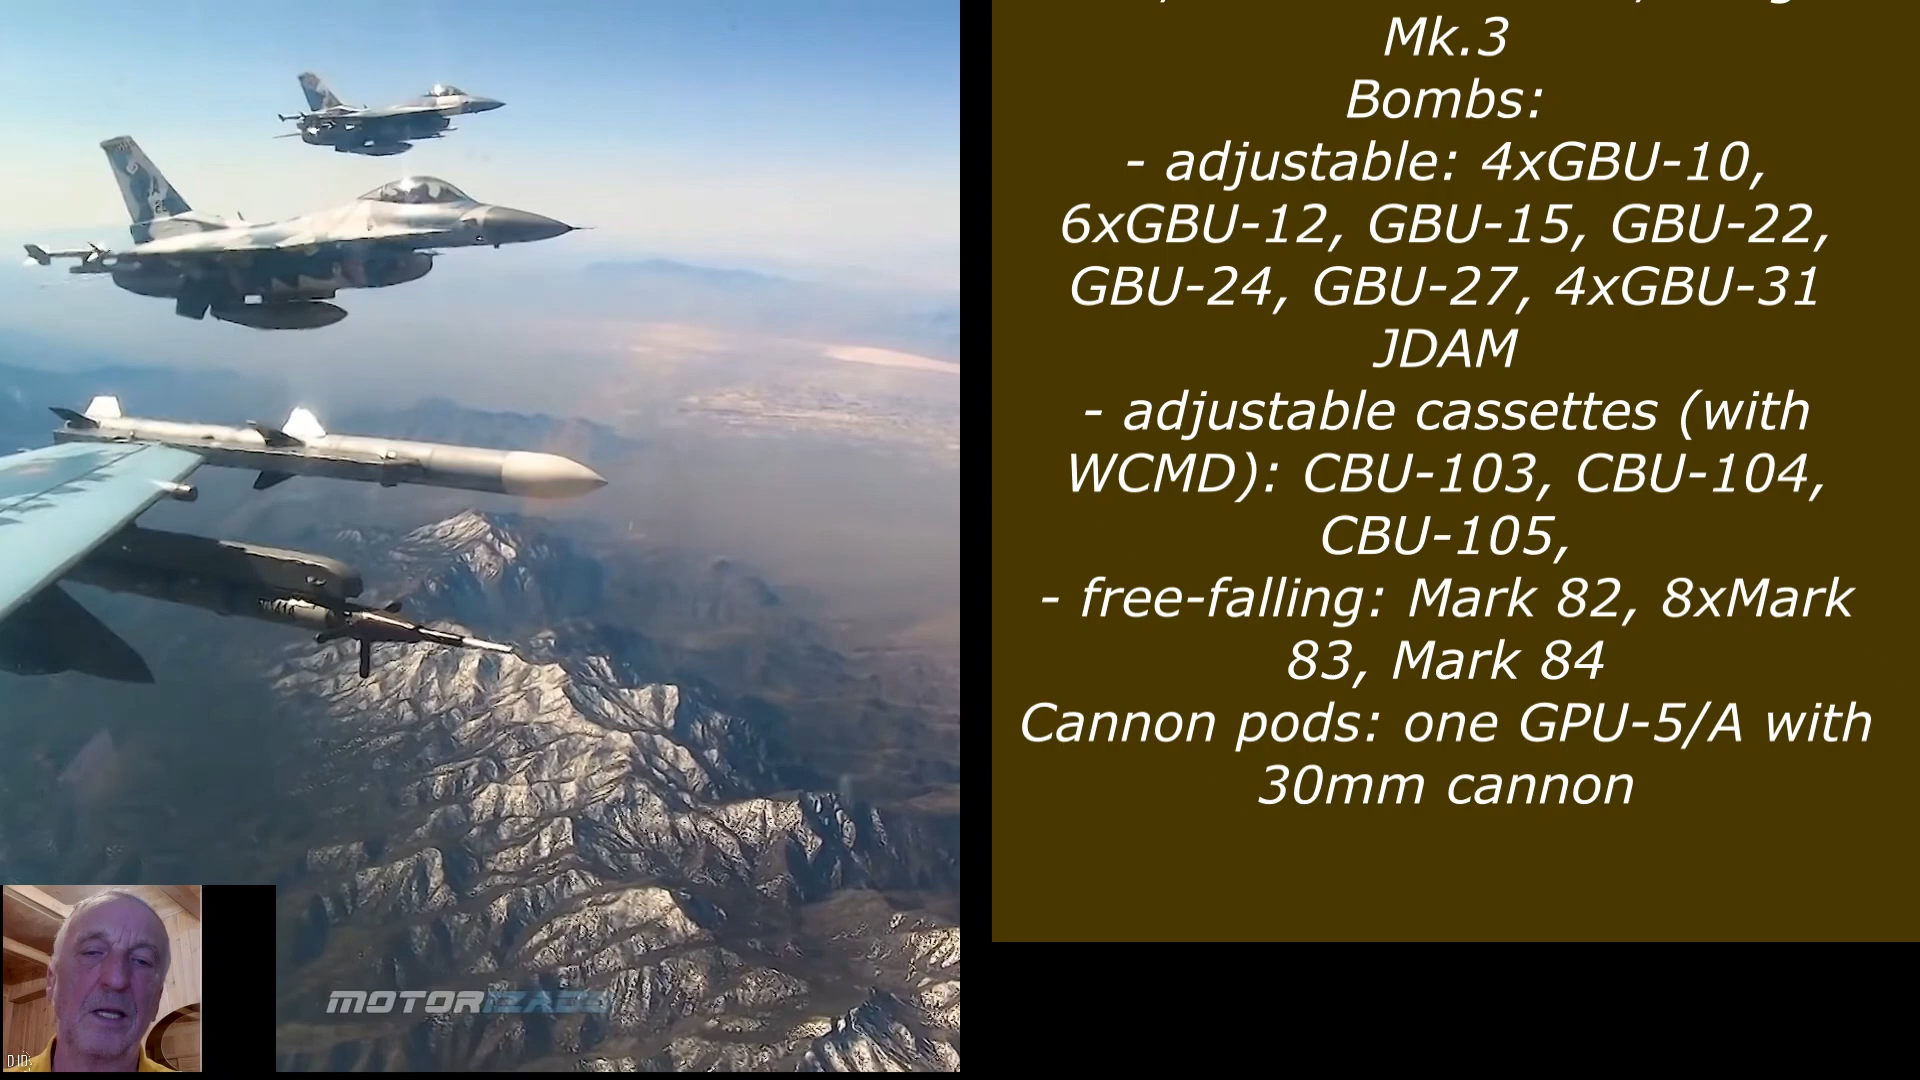 Mk.3
Bombs:
- adjustable: 4xGBU-10,
6xGBU-12, GBU-15, GBU-22,
GBU-24, GBU-27, 4xGBU-31
JDAM
- adjustable cassettes (with
WCMD): CBU-103, CBU-104,
CBU-105,
- free-falling: Mark 82, 8xMark
83, Mark 84
Cannon pods: one GPU-5/A with
30mm cannon
MOTORIZADO